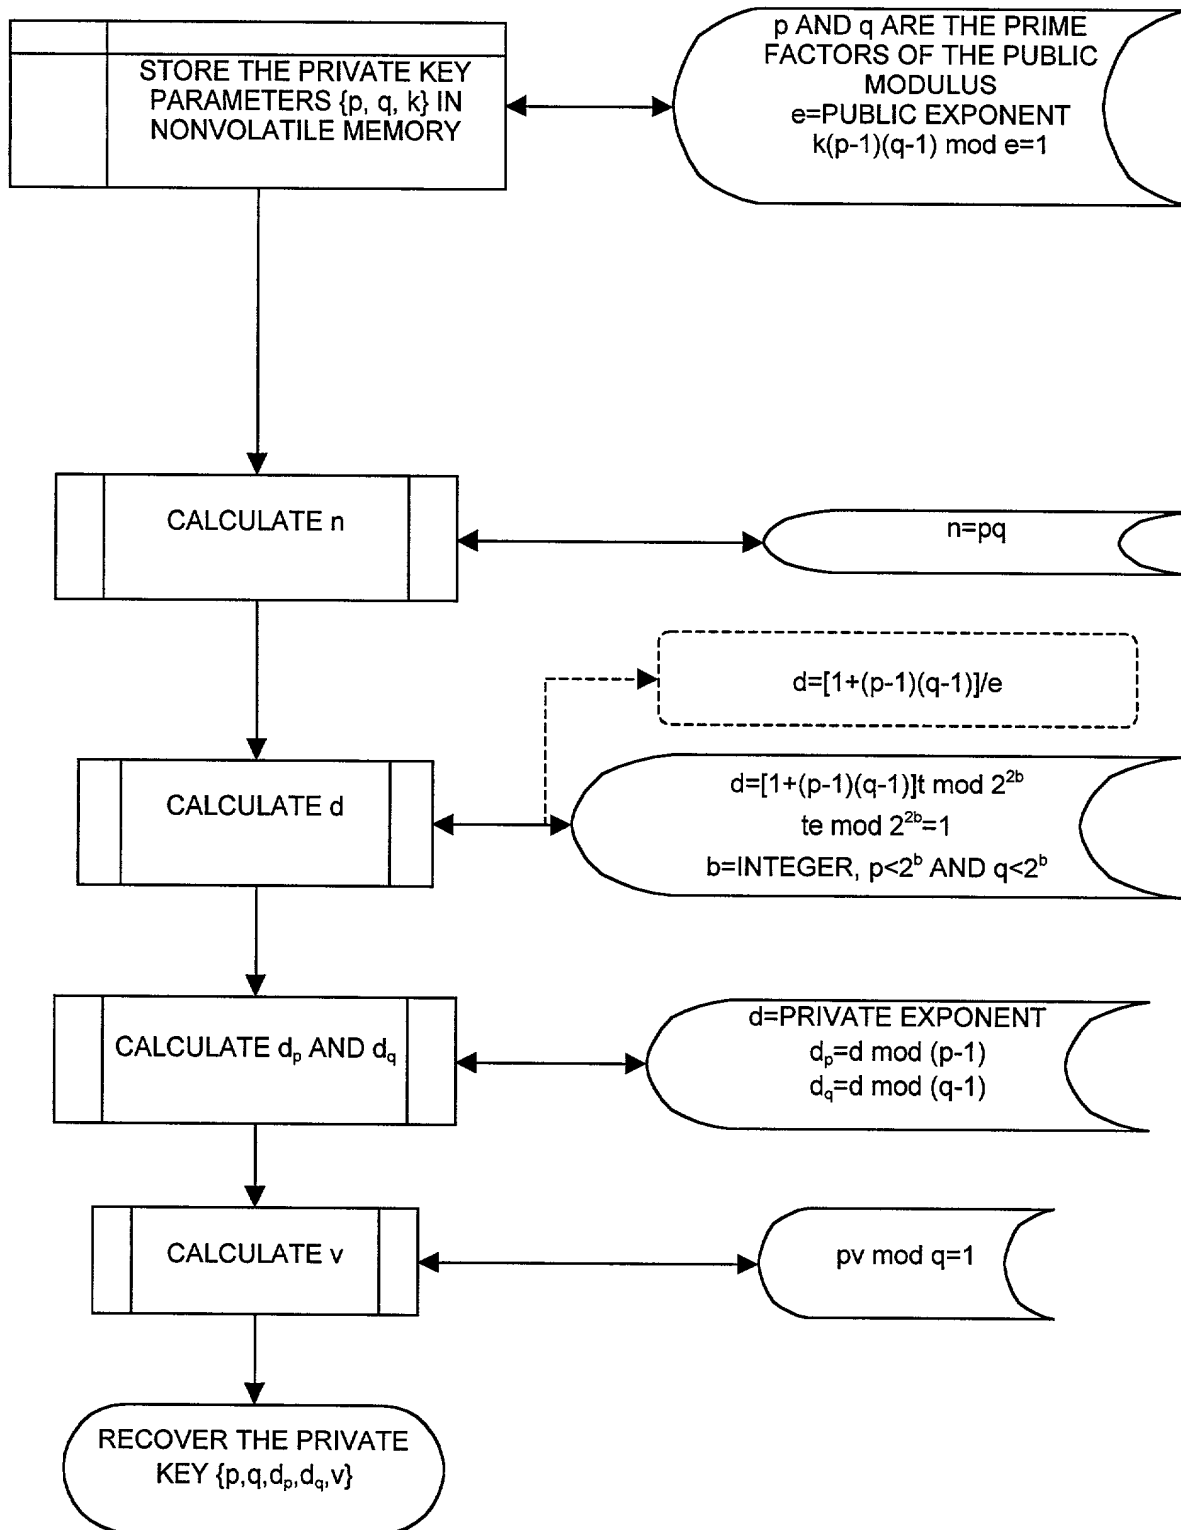 STORE THE PRIVATE KEY
PARAMETERS {p, q, k} IN
NONVOLATILE MEMORY
p AND q ARE THE PRIME
FACTORS OF THE PUBLIC
MODULUS
e=PUBLIC EXPONENT
k(p-1)(q-1) mod e=1
CALCULATE n
n=pq
d=[1+(p-1)(q-1)]/e
CALCULATE d
d=[1+(p-1)(q-1)]t mod 2^{2b}
te mod 2^{2b}=1
b=INTEGER, p<2^b AND q<2^b
CALCULATE d_p AND d_q
d=PRIVATE EXPONENT
d_p=d mod (p-1)
d_q=d mod (q-1)
CALCULATE v
pv mod q=1
RECOVER THE PRIVATE
KEY {p,q,d_p,d_q,v}